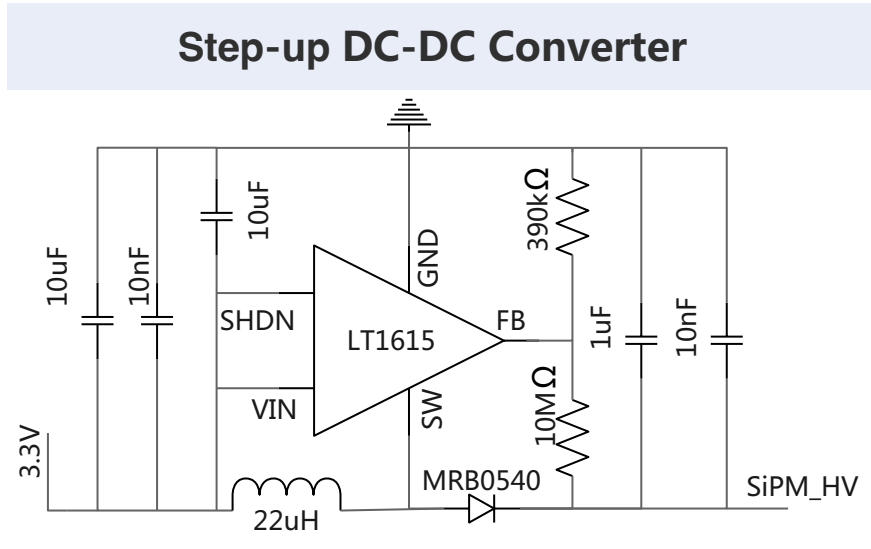 Step-up DC-DC Converter
10uF
10nF
10uF
GND
390kΩ
SHDN
LT1615
FB
1uF
10nF
VIN
SW
10MΩ
3.3V
22uH
MRB0540
SiPM_HV